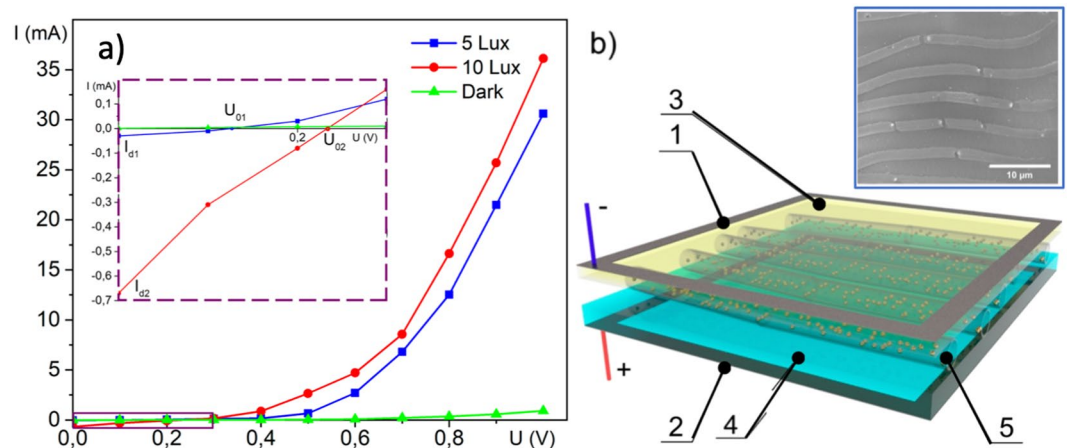 I (mA)
a)
35
30
25
20
15
10
5
0
0,0
0,2
0,4
0,6
0,8
U (V)
5 Lux
10 Lux
Dark
I (mA)
0,1
0,0
-0,1
-0,2
-0,3
-0,4
-0,5
-0,6
-0,7
U01
Id1
0,2
U (V)
U02
Id2
b)
3
1
-
+
2
4
5
10 µm